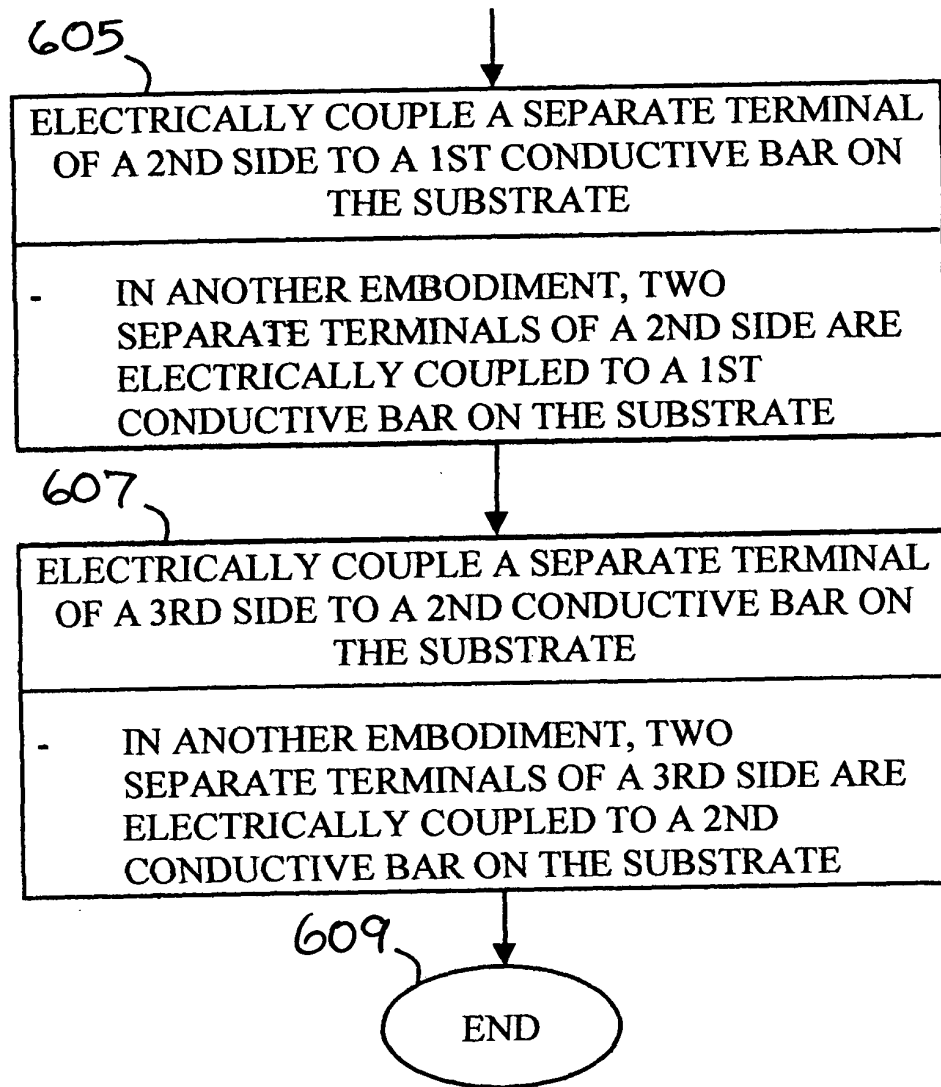 605
ELECTRICALLY COUPLE A SEPARATE TERMINAL
OF A 2ND SIDE TO A 1ST CONDUCTIVE BAR ON
THE SUBSTRATE
- IN ANOTHER EMBODIMENT, TWO
SEPARATE TERMINALS OF A 2ND SIDE ARE
ELECTRICALLY COUPLED TO A 1ST
CONDUCTIVE BAR ON THE SUBSTRATE
607
ELECTRICALLY COUPLE A SEPARATE TERMINAL
OF A 3RD SIDE TO A 2ND CONDUCTIVE BAR ON
THE SUBSTRATE
- IN ANOTHER EMBODIMENT, TWO
SEPARATE TERMINALS OF A 3RD SIDE ARE
ELECTRICALLY COUPLED TO A 2ND
CONDUCTIVE BAR ON THE SUBSTRATE
609
END